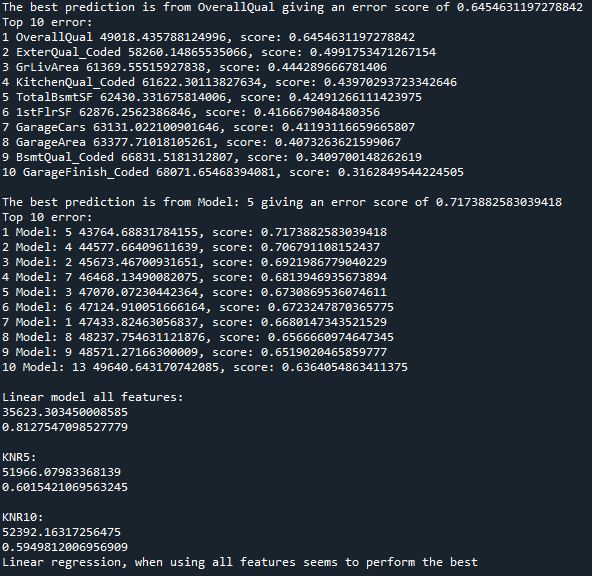 The best prediction is from OverallQual giving an error score of 0.6454631197278842
Top 10 error:
1 OverallQual 49018.435788124996, score: 0.6454631197278842
2 ExterQual_Coded 58260.14865535066, score: 0.4991753471267154
3 GrLivArea 61369.55515927838, score: 0.444289666781406
4 KitchenQual_Coded 61622.30113827634, score: 0.43970293723342646
5 TotalBsmtSF 62430.331675814006, score: 0.42491266111423975
6 1stFlrSF 62876.2562386846, score: 0.4166679048480356
7 GarageCars 63131.022100901646, score: 0.41193116659665807
8 GarageArea 63377.71018105261, score: 0.4073263621599067
9 BsmtQual_Coded 66831.5181312807, score: 0.3409700148262619
10 GarageFinish_Coded 68071.65468394081, score: 0.3162849544224505
The best prediction is from Model: 5 giving an error score of 0.7173882583039418
Top 10 error:
1 Model: 5 43764.68831784155, score: 0.7173882583039418
2 Model: 4 44577.66409611639, score: 0.706791108152437
3 Model: 2 45673.46700931651, score: 0.6921986779040229
4 Model: 7 46468.13490082075, score: 0.6813946935673894
5 Model: 3 47070.07230442364, score: 0.6730869536074611
6 Model: 6 47124.910051666164, score: 0.6723247870365775
7 Model: 1 47433.82463056837, score: 0.6680147343521529
8 Model: 8 48237.754631121876, score: 0.6566660974647345
9 Model: 9 48571.27166300009, score: 0.6519020465859777
10 Model: 13 49640.643170742085, score: 0.6364054863411375
Linear model all features:
35623.303450008585
0.8127547098527779
KNR5:
51966.07983368139
0.6015421069563245
KNR10:
52392.16317256475
0.5949812006956909
Linear regression, when using all features seems to perform the best